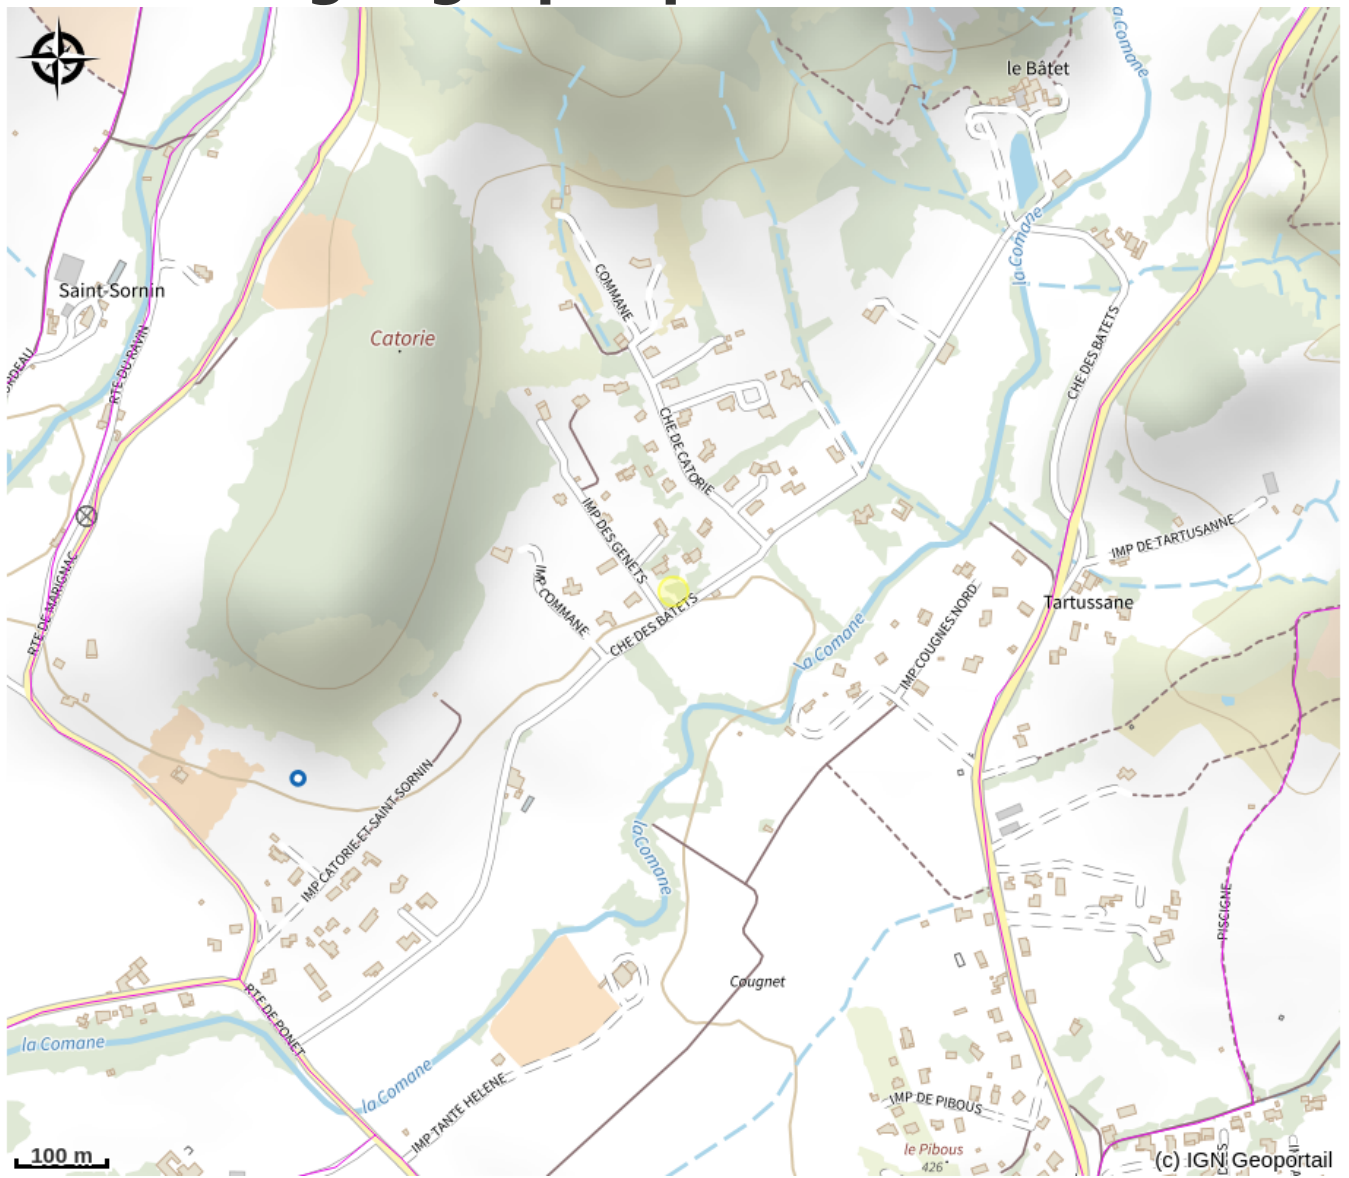 la Comane
le Bâtet
la Comane
COMMANE
Saint-Sornin
RTE DU RAVIN
CHE DES BATETS
Catorie
CHE DE CATORIE
IMP DES GENETS
IMP DE TARTUSANNE
RTE DE MARIGNAC
IMP COMMANE
CHE DES BATETS
Tartussane
IMP COUGNES NORD
la Comane
IMP CATORIE-ET-SAINT-SORNIN
la Comane
PISCIGNE
Cougnet
RTE DE PONET
la Comane
la Comane
IMP TANTE HELENE
IMP DE PIBOUS
le Pibous
426
100 m
(c) IGN Geoportail